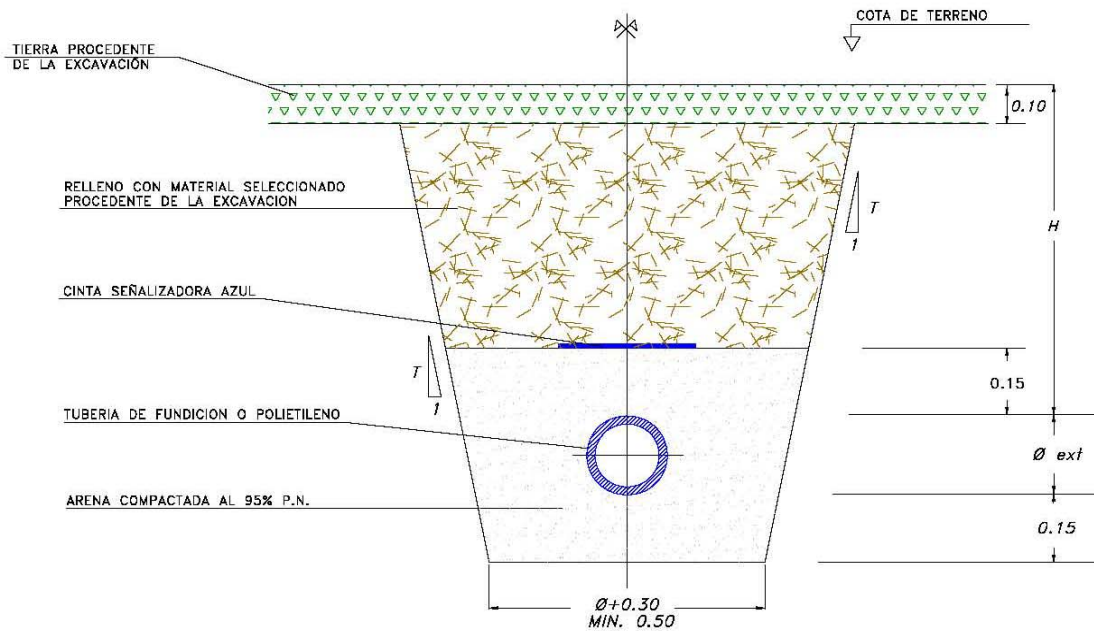 COTA DE TERRENO
TIERRA PROCEDENTE
DE LA EXCAVACIÓN
0.10
RELLENO CON MATERIAL SELECCIONADO
PROCEDENTE DE LA EXCAVACION
T
1
H
CINTA SEÑALIZADORA AZUL
T
1
0.15
TUBERIA DE FUNDICION O POLIETILENO
Ø ext
ARENA COMPACTADA AL 95% P.N.
0.15
Ø+0.30
MIN. 0.50